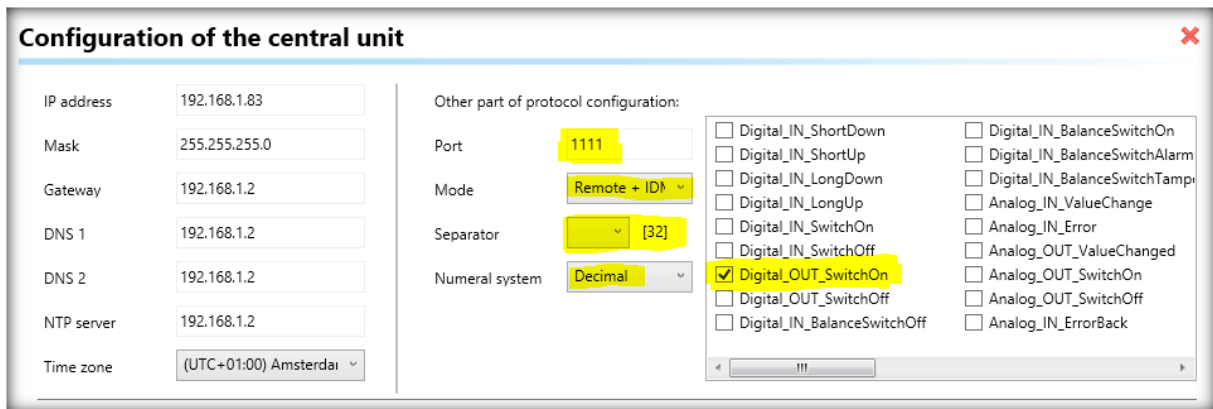 Configuration of the central unit
IP address 192.168.1.83
Mask 255.255.255.0
Gateway 192.168.1.2
DNS 1 192.168.1.2
DNS 2 192.168.1.2
NTP server 192.168.1.2
Time zone (UTC+01:00) Amsterdai
Other part of protocol configuration:
Port 1111
Mode Remote + IDM
Separator [32]
Numeral system Decimal
Digital_IN_ShortDown
Digital_IN_ShortUp
Digital_IN_LongDown
Digital_IN_LongUp
Digital_IN_SwitchOn
Digital_IN_SwitchOff
Digital_OUT_SwitchOn
Digital_OUT_SwitchOff
Digital_IN_BalanceSwitchOff
Digital_IN_BalanceSwitchOn
Digital_IN_BalanceSwitchAlarm
Digital_IN_BalanceSwitchTampe
Analog_IN_ValueChange
Analog_IN_Error
Analog_OUT_ValueChanged
Analog_OUT_SwitchOn
Analog_OUT_SwitchOff
Analog_IN_ErrorBack